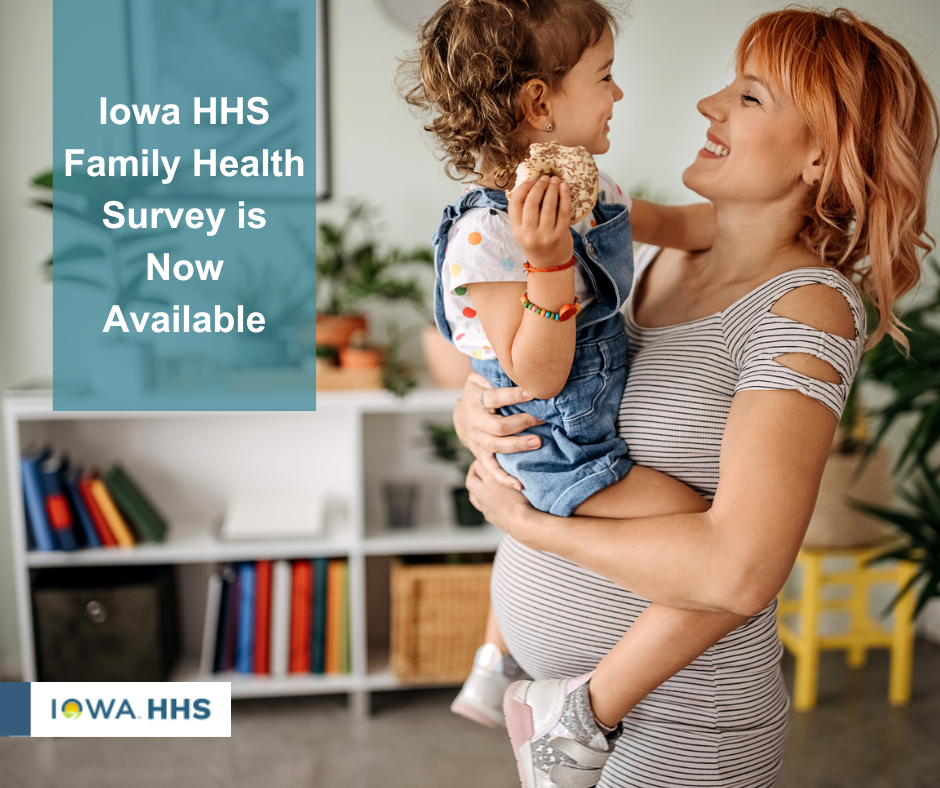 Iowa HHS
Family Health
Survey is
Now
Available
IOWA HHS